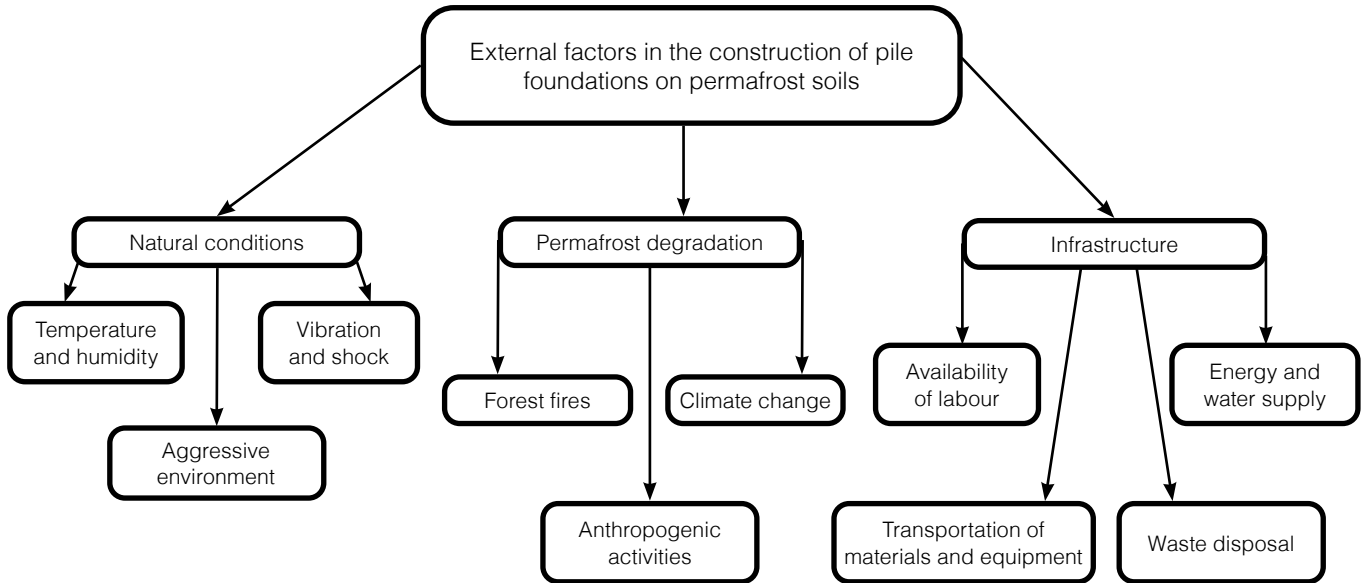 External factors in the construction of pile
foundations on permafrost soils
Natural conditions
Permafrost degradation
Infrastructure
Temperature
and humidity
Vibration
and shock
Aggressive
environment
Forest fires
Climate change
Anthropogenic
activities
Availability
of labour
Energy and
water supply
Transportation of
materials and equipment
Waste disposal